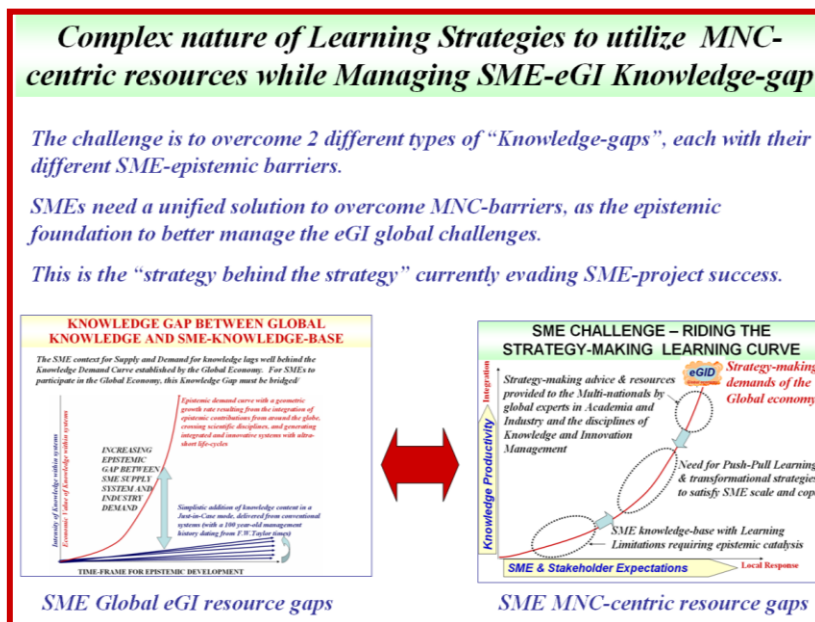 Complex nature of Learning Strategies to utilize MNC-
centric resources while Managing SME-eGI Knowledge-gap
The challenge is to overcome 2 different types of “Knowledge-gaps”, each with their
different SME-epistemic barriers.
SMEs need a unified solution to overcome MNC-barriers, as the epistemic
foundation to better manage the eGI global challenges.
This is the “strategy behind the strategy” currently evading SME-project success.
KNOWLEDGE GAP BETWEEN GLOBAL
KNOWLEDGE AND SME-KNOWLEDGE-BASE
The SME context for Supply and Demand for knowledge lags well behind the
Knowledge Demand Curve established by the Global Economy. For SMEs to
participate in the Global Economy, this Knowledge Gap must be bridged/
Epistemic demand curve with a geometric
growth rate resulting from the integration of
epistemic contributions from around the globe,
crossing scientific disciplines, and generating
integrated and innovative systems with ultra-
short life-cycles
INCREASING
EPISTEMIC
GAP BETWEEN
SME SUPPLY
SYSTEM AND
INDUSTRY
DEMAND
Intensity of Knowledge within systems
Economic Value of Knowledge within systems
Simplistic addition of knowledge content in a
Just-in-Case mode, delivered from conventional
systems (with a 100 year-old management
history dating from F.W.Taylor times)
TIME-FRAME FOR EPISTEMIC DEVELOPMENT
SME Global eGI resource gaps
SME CHALLENGE – RIDING THE
STRATEGY-MAKING LEARNING CURVE
Integration
Knowledge Productivity
eGID
Strategy-making
demands of the
Global economy
Strategy-making advice & resources
provided to the Multi-nationals by
global experts in Academia and
Industry and the disciplines of
Knowledge and Innovation
Management
Need for Push-Pull Learning
& transformational strategies
to satisfy SME scale and cope
SME knowledge-base with Learning
Limitations requiring epistemic catalysis
SME & Stakeholder Expectations
Local Response
SME MNC-centric resource gaps